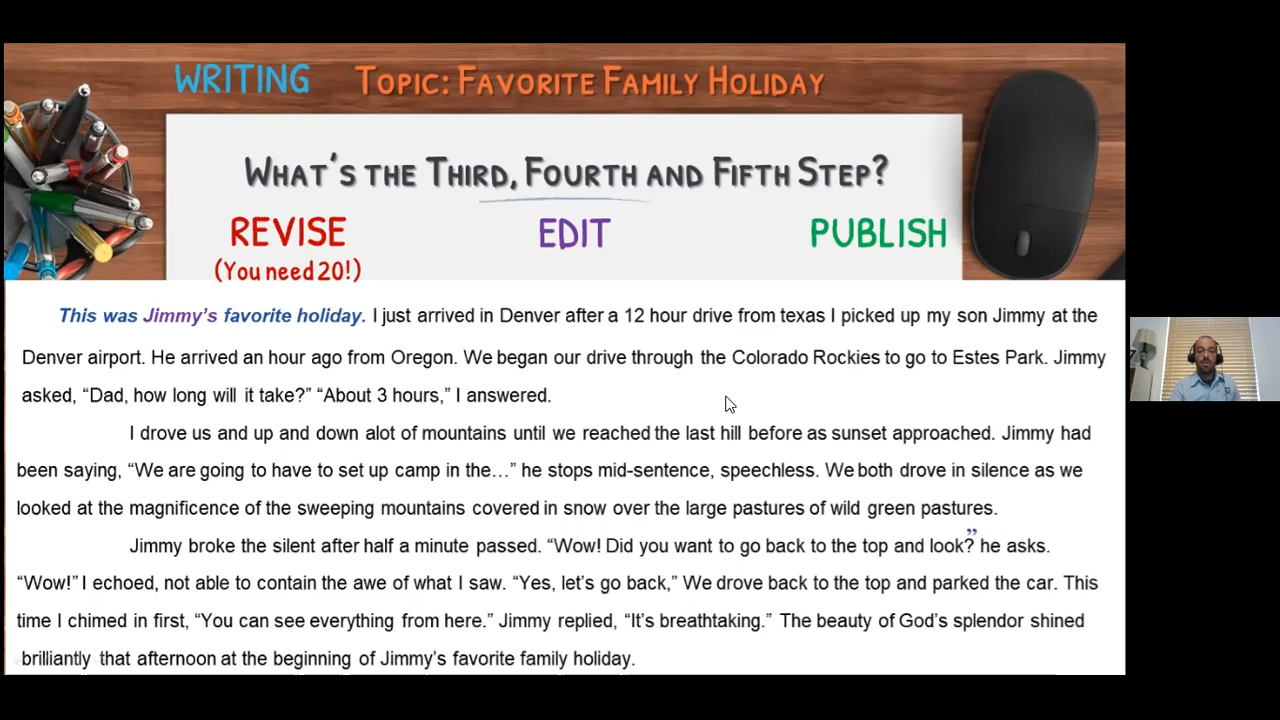 WRITING Topic: Favorite Family Holiday
What's the Third, Fourth and Fifth Step?
REVISE EDIT PUBLISH
(You need 20!)
This was Jimmy's favorite holiday. I just arrived in Denver after a 12 hour drive from texas I picked up my son Jimmy at the
Denver airport. He arrived an hour ago from Oregon. We began our drive through the Colorado Rockies to go to Estes Park. Jimmy
asked, “Dad, how long will it take?” “About 3 hours,” I answered.
I drove us and up and down alot of mountains until we reached the last hill before as sunset approached. Jimmy had
been saying, “We are going to have to set up camp in the…” he stops mid-sentence, speechless. We both drove in silence as we
looked at the magnificence of the sweeping mountains covered in snow over the large pastures of wild green pastures.
Jimmy broke the silent after half a minute passed. “Wow! Did you want to go back to the top and look?” he asks.
“Wow!” I echoed, not able to contain the awe of what I saw. “Yes, let’s go back,” We drove back to the top and parked the car. This
time I chimed in first, “You can see everything from here.” Jimmy replied, “It’s breathtaking.” The beauty of God’s splendor shined
brilliantly that afternoon at the beginning of Jimmy’s favorite family holiday.